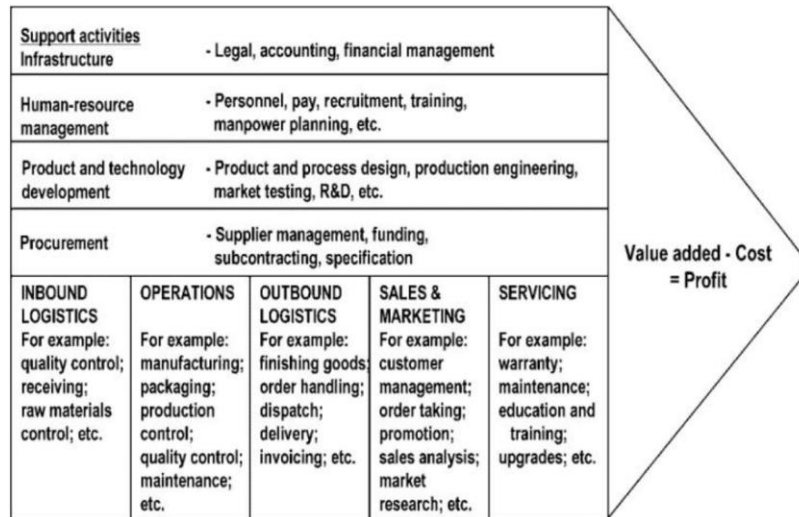 Support activities
Infrastructure - Legal, accounting, financial management
Human-resource management - Personnel, pay, recruitment, training,
manpower planning, etc.
Product and technology development - Product and process design, production engineering,
market testing, R&D, etc.
Procurement - Supplier management, funding,
subcontracting, specification
INBOUND
LOGISTICS
For example:
quality control;
receiving;
raw materials
control; etc.
OPERATIONS
For example:
manufacturing;
packaging;
production
control;
quality control;
maintenance;
etc.
OUTBOUND
LOGISTICS
For example:
finishing goods;
order handling;
dispatch;
delivery;
invoicing; etc.
SALES &
MARKETING
For example:
customer
management;
order taking;
promotion;
sales analysis;
market
research; etc.
SERVICING
For example:
warranty;
maintenance;
education and
training;
upgrades; etc.
Value added - Cost
= Profit